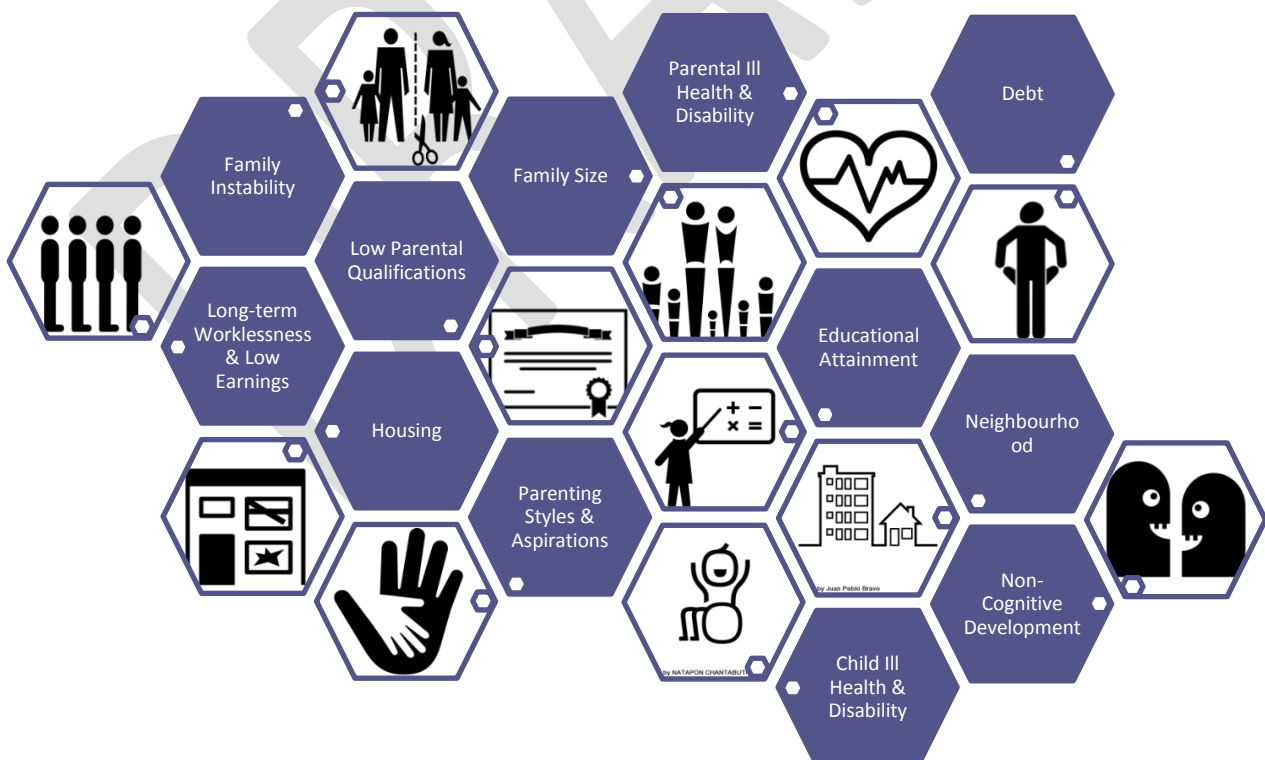 Parental Ill
Health &
Disability
Debt
Family
Instability
Family Size
Low Parental
Qualifications
Long-term
Worklessness
& Low
Earnings
Educational
Attainment
Housing
Neighbourho
od
Parenting
Styles &
Aspirations
+ −
× =
by Juan Pablo Bravo
Non-
Cognitive
Development
by NATAPON CHANTABUT
Child Ill
Health &
Disability